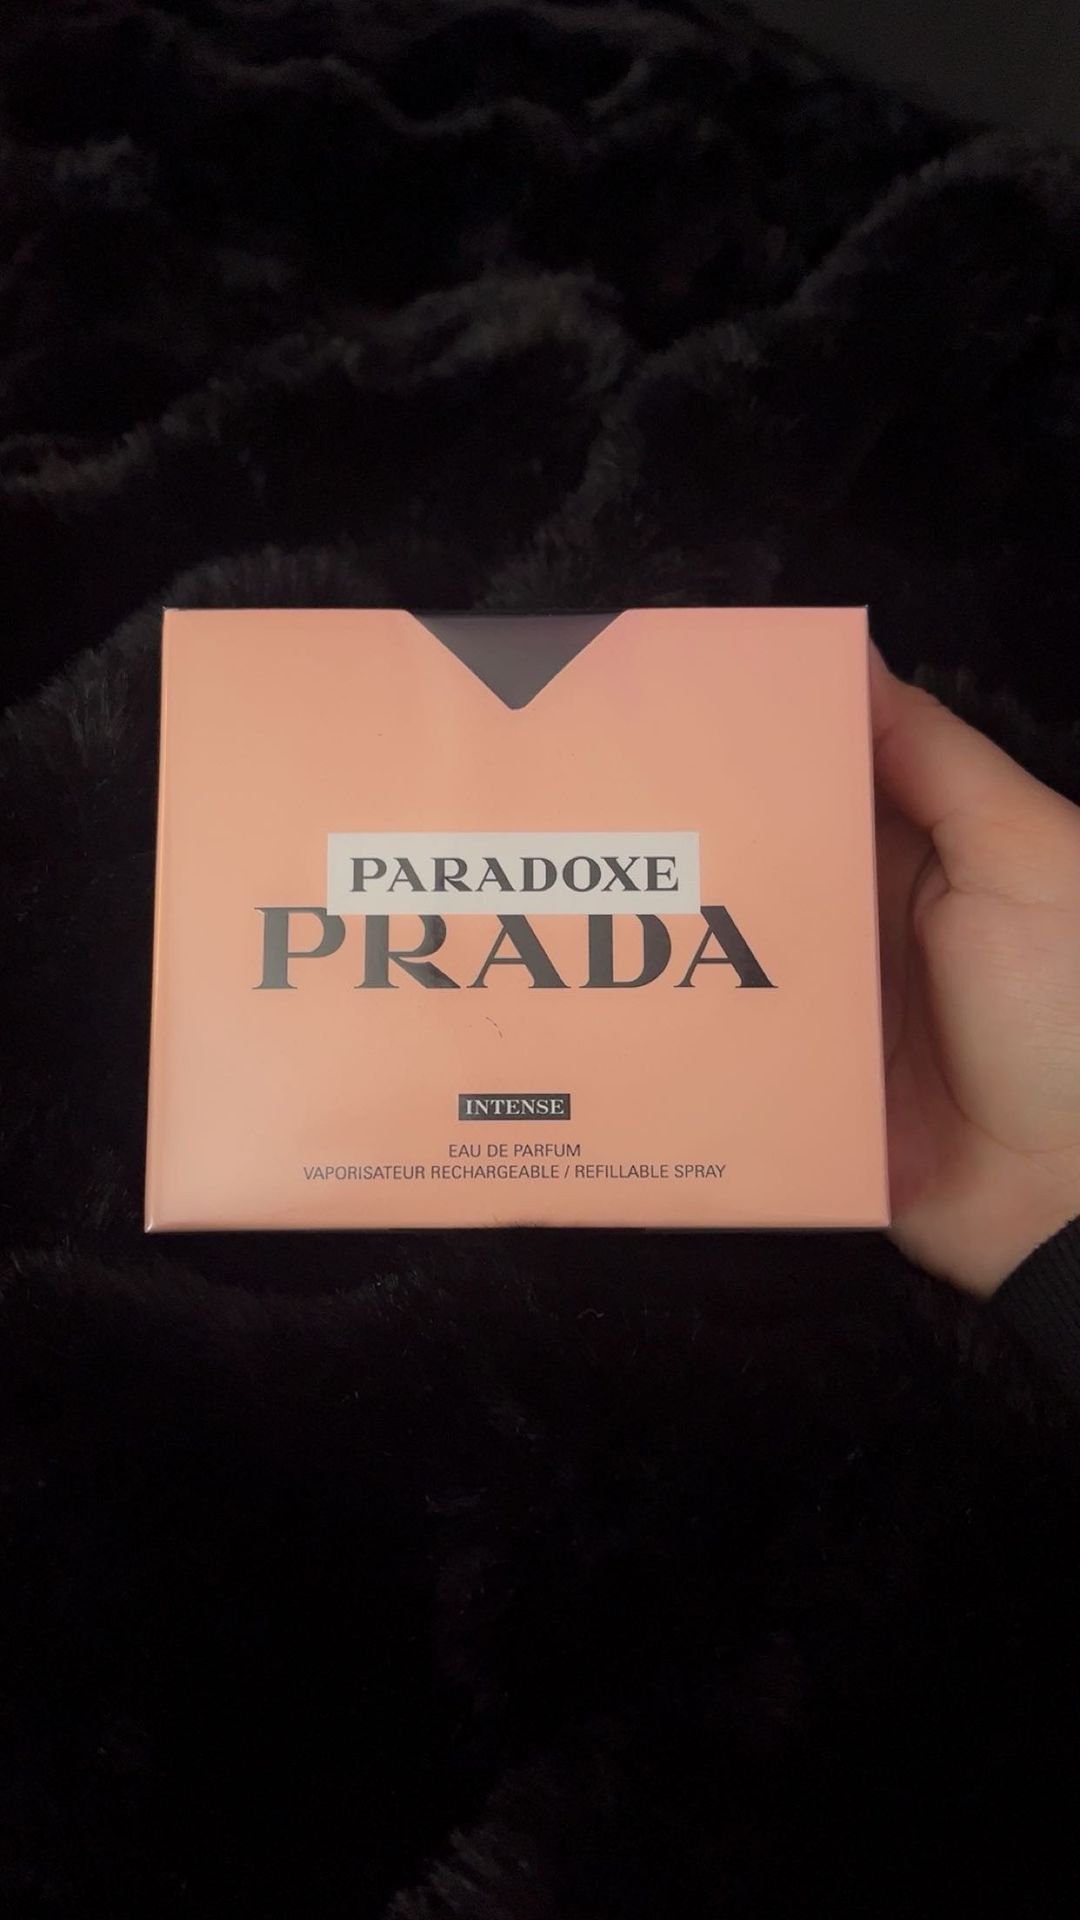 PARADOXE
PRADA
INTENSE
EAU DE PARFUM
VAPORISATEUR RECHARGEABLE / REFILLABLE SPRAY